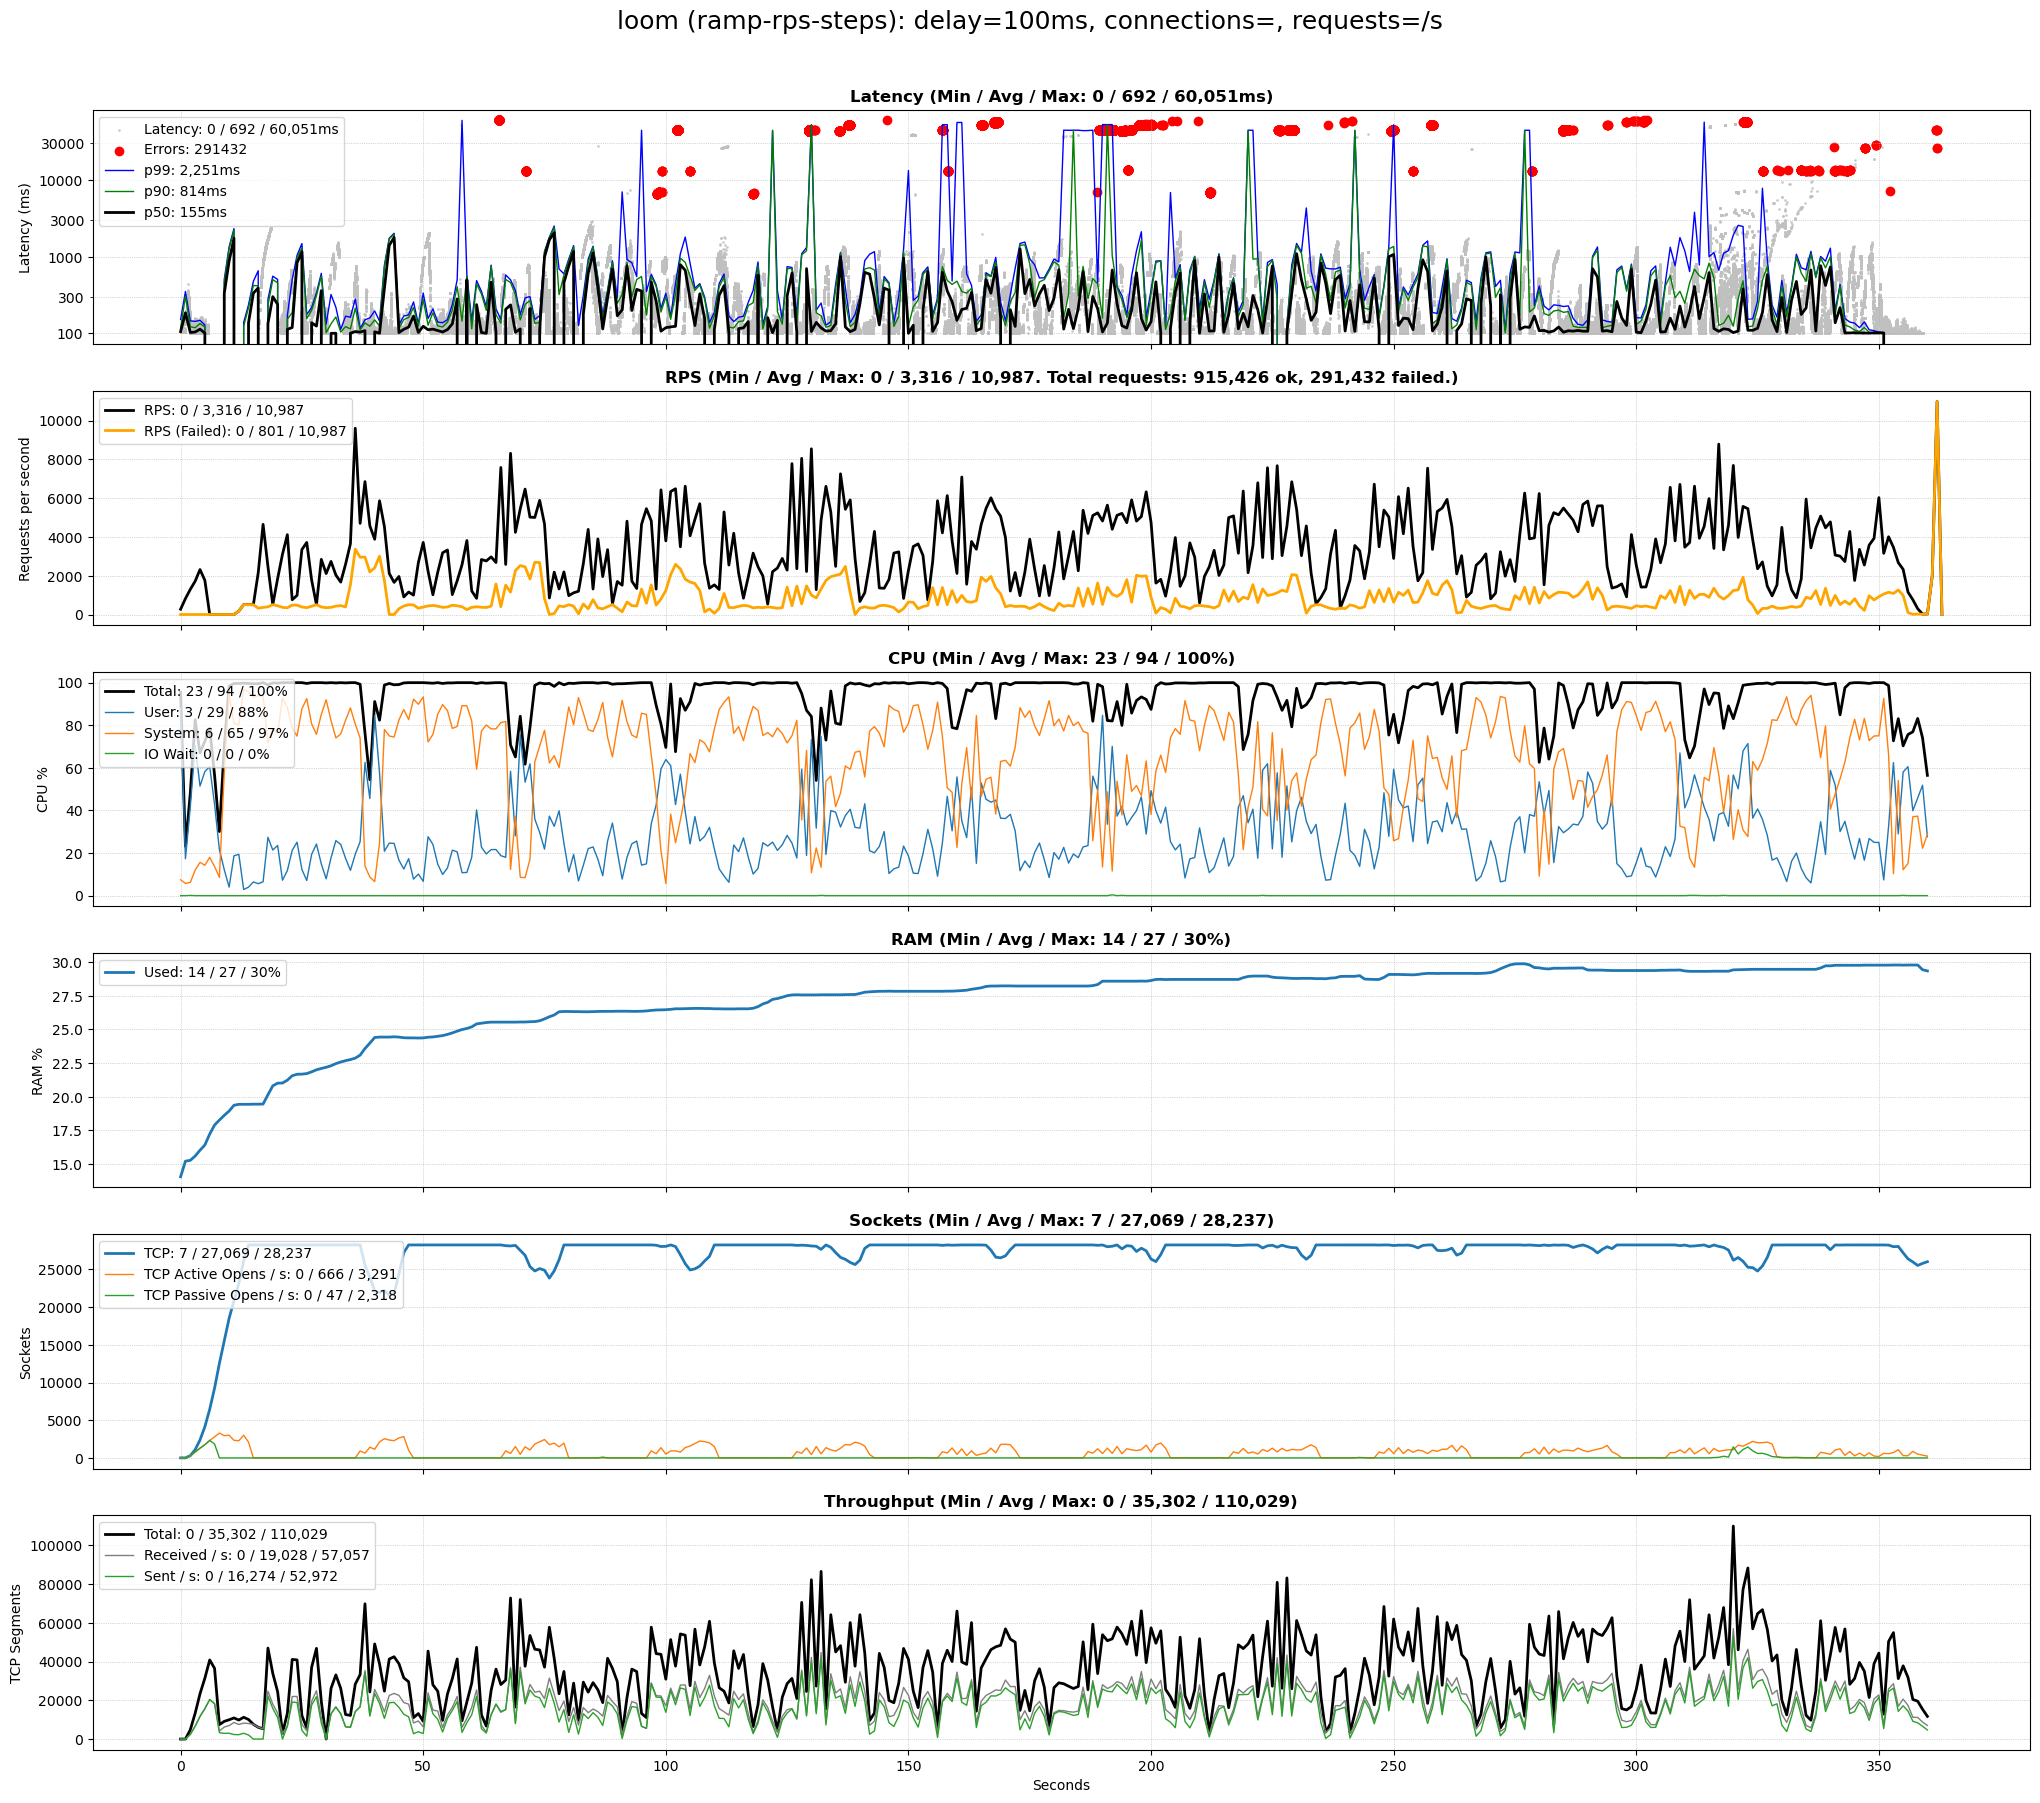 loom (ramp-rps-steps): delay=100ms, connections=, requests=/s
Latency (Min / Avg / Max: 0 / 692 / 60,051ms)
Latency (ms)
30000
10000
3000
1000
300
100
Latency: 0 / 692 / 60,051ms
Errors: 291432
p99: 2,251ms
p90: 814ms
p50: 155ms
RPS (Min / Avg / Max: 0 / 3,316 / 10,987. Total requests: 915,426 ok, 291,432 failed.)
Requests per second
10000
8000
6000
4000
2000
0
RPS: 0 / 3,316 / 10,987
RPS (Failed): 0 / 801 / 10,987
CPU (Min / Avg / Max: 23 / 94 / 100%)
CPU %
100
80
60
40
20
0
Total: 23 / 94 / 100%
User: 3 / 29 / 88%
System: 6 / 65 / 97%
IO Wait: 0 / 0 / 0%
RAM (Min / Avg / Max: 14 / 27 / 30%)
RAM %
30.0
27.5
25.0
22.5
20.0
17.5
15.0
Used: 14 / 27 / 30%
Sockets (Min / Avg / Max: 7 / 27,069 / 28,237)
Sockets
25000
20000
15000
10000
5000
0
TCP: 7 / 27,069 / 28,237
TCP Active Opens / s: 0 / 666 / 3,291
TCP Passive Opens / s: 0 / 47 / 2,318
Throughput (Min / Avg / Max: 0 / 35,302 / 110,029)
TCP Segments
100000
80000
60000
40000
20000
0
Total: 0 / 35,302 / 110,029
Received / s: 0 / 19,028 / 57,057
Sent / s: 0 / 16,274 / 52,972
0 50 100 150 200 250 300 350
Seconds